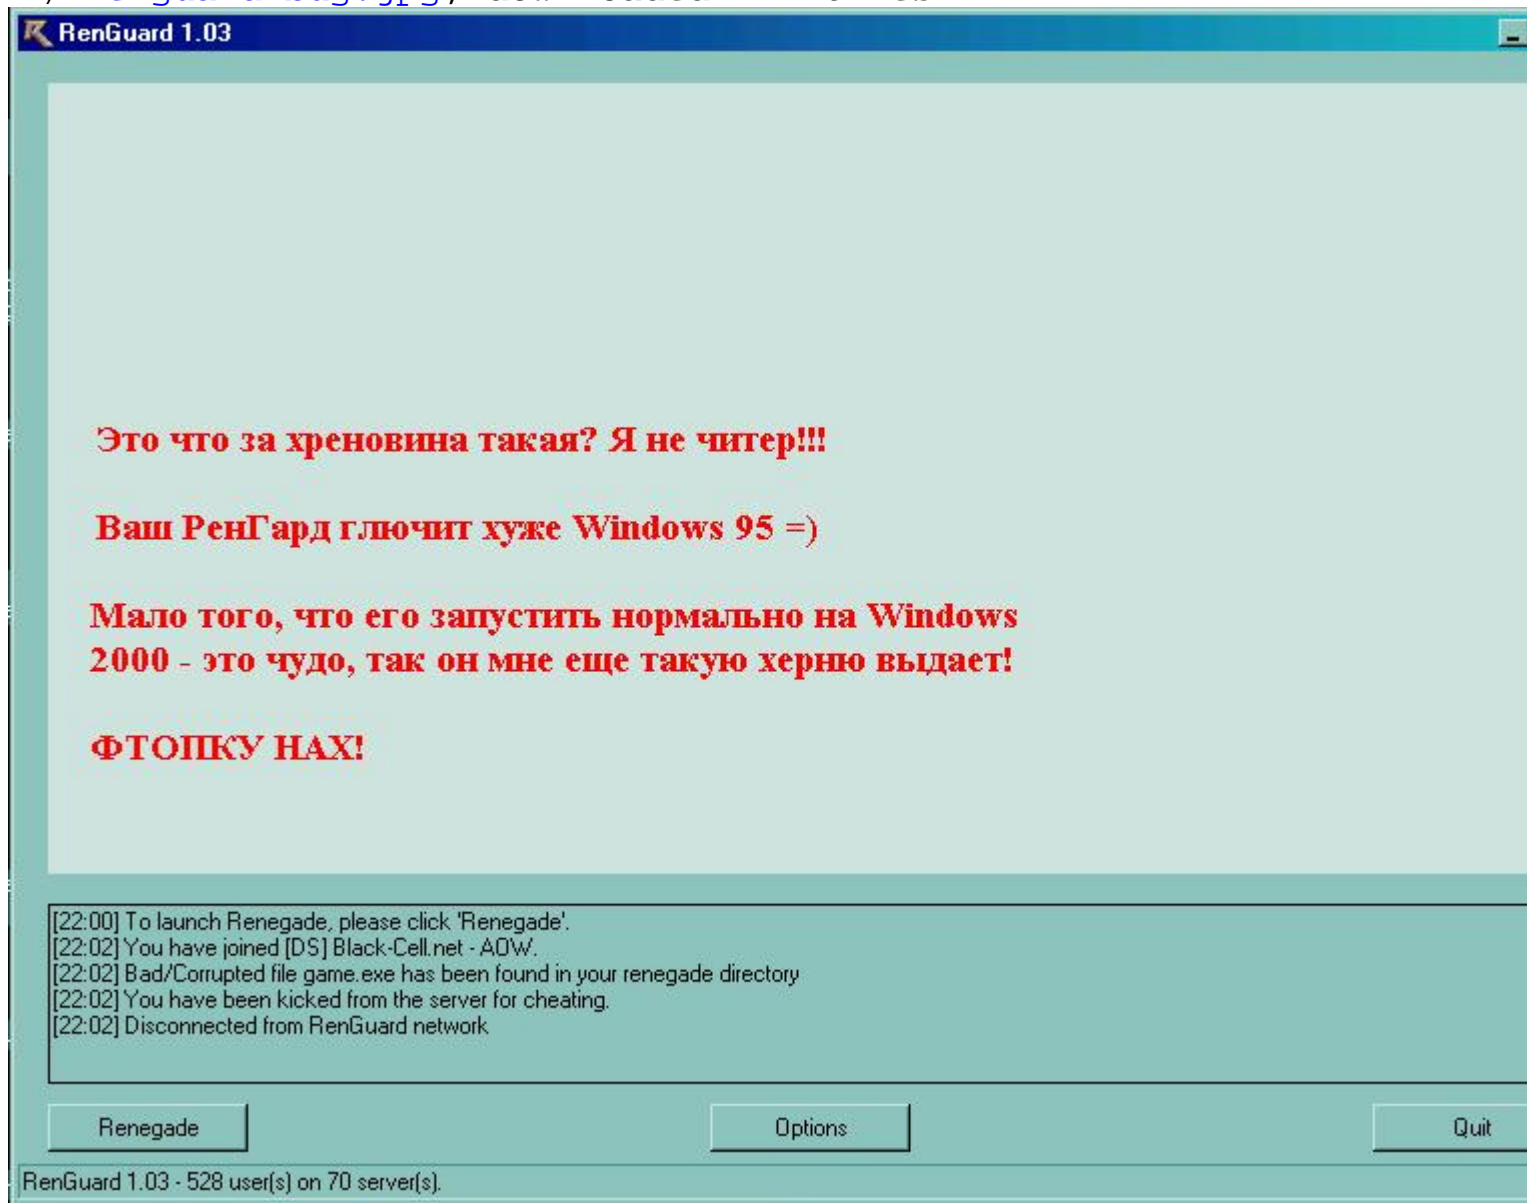 RenGuard 1.03
Это что за хреновина такая? Я не читер!!!
Ваш РенГард глючит хуже Windows 95 =)
Мало того, что его запустить нормально на Windows
2000 - это чудо, так он мне еще такую херню выдает!
ФТОПКУ НАХ!
[22:00] To launch Renegade, please click 'Renegade'.
[22:02] You have joined [DS] Black-Cell.net - AOW'.
[22:02] Bad/Corrupted file game.exe has been found in your renegade directory
[22:02] You have been kicked from the server for cheating.
[22:02] Disconnected from RenGuard network
Renegade
Options
Quit
RenGuard 1.03 - 528 user(s) on 70 server(s).